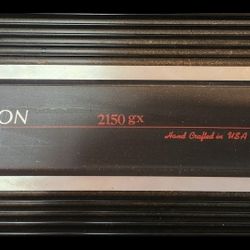 ON
2150 gx
Hand Crafted in USA